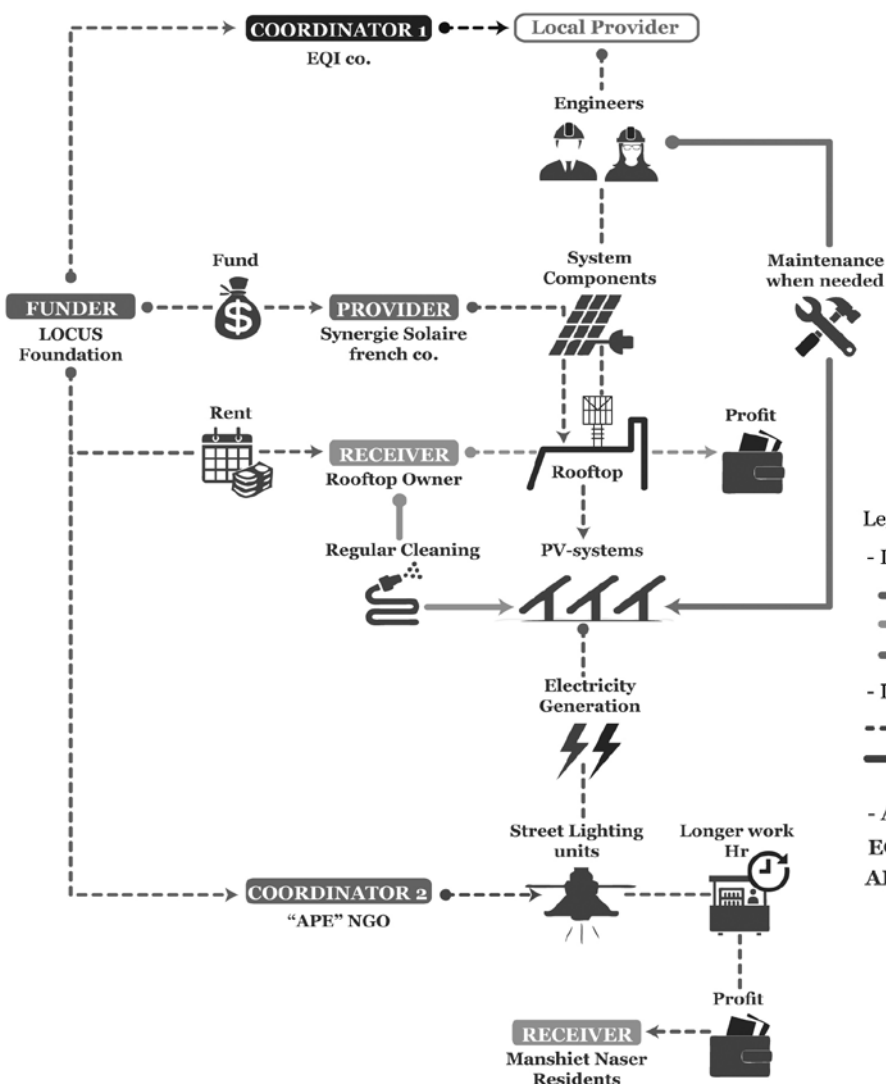 COORDINATOR 1
EQI co.
Local Provider
Engineers
Fund
System
Components
Maintenance
when needed
FUNDER
LOCUS
Foundation
$
PROVIDER
Synergie Solaire
french co.
Rent
RECEIVER
Rooftop Owner
Rooftop
Profit
Regular Cleaning
PV-systems
Le
Electricity
Generation
Street Lighting
units
Longer work
Hr
COORDINATOR 2
“APE” NGO
Profit
RECEIVER
Manshiet Naser
Residents